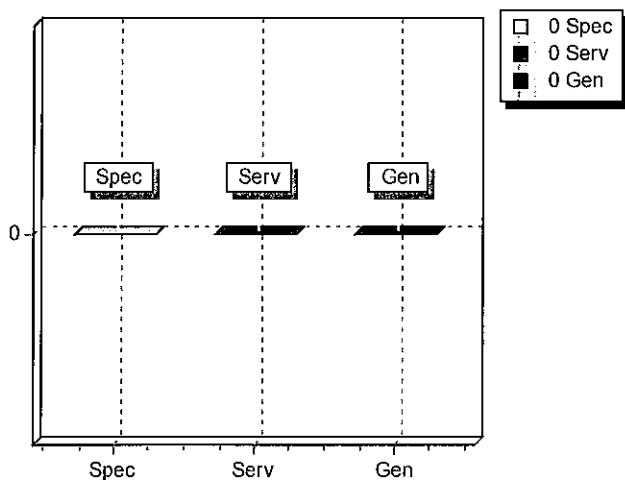 0 Spec
0 Serv
0 Gen
Spec Serv Gen
0
Spec Serv Gen